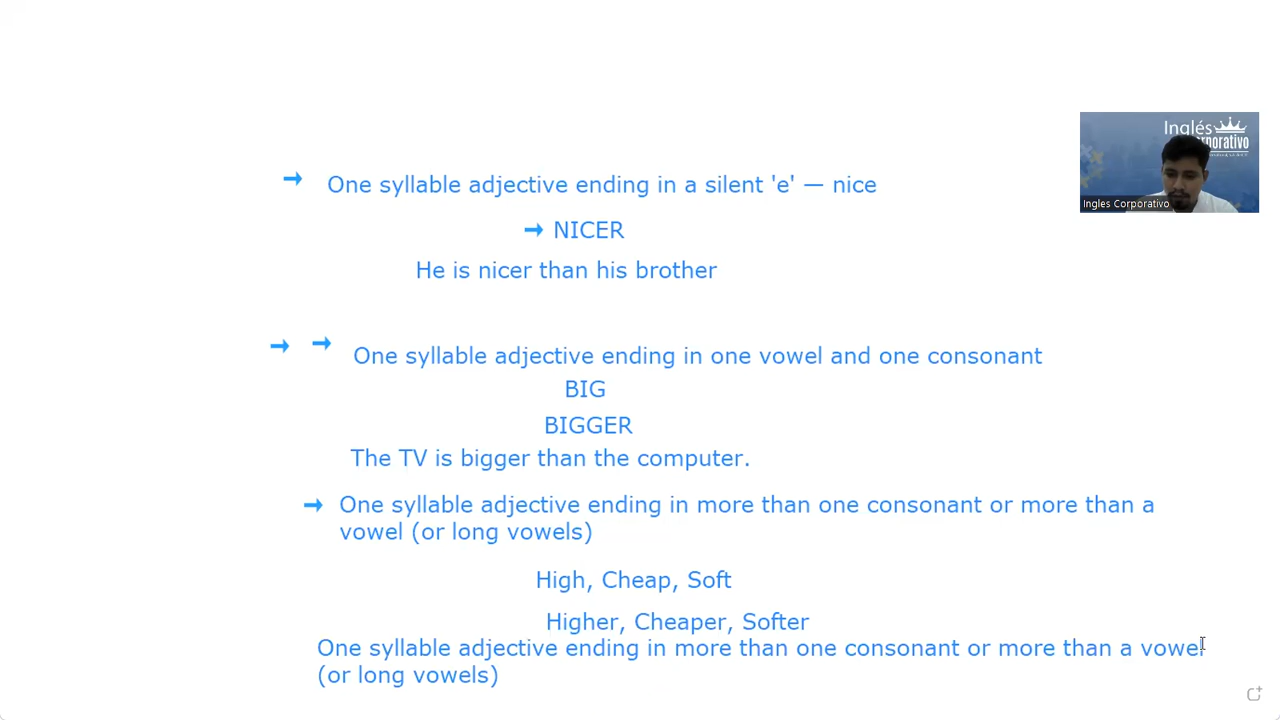 Inglés
Corporativo
Ingles Corporativo
→ One syllable adjective ending in a silent 'e' — nice
→ NICER
He is nicer than his brother
→ → One syllable adjective ending in one vowel and one consonant
BIG
BIGGER
The TV is bigger than the computer.
→ One syllable adjective ending in more than one consonant or more than a
vowel (or long vowels)
High, Cheap, Soft
Higher, Cheaper, Softer
One syllable adjective ending in more than one consonant or more than a vowel
(or long vowels)